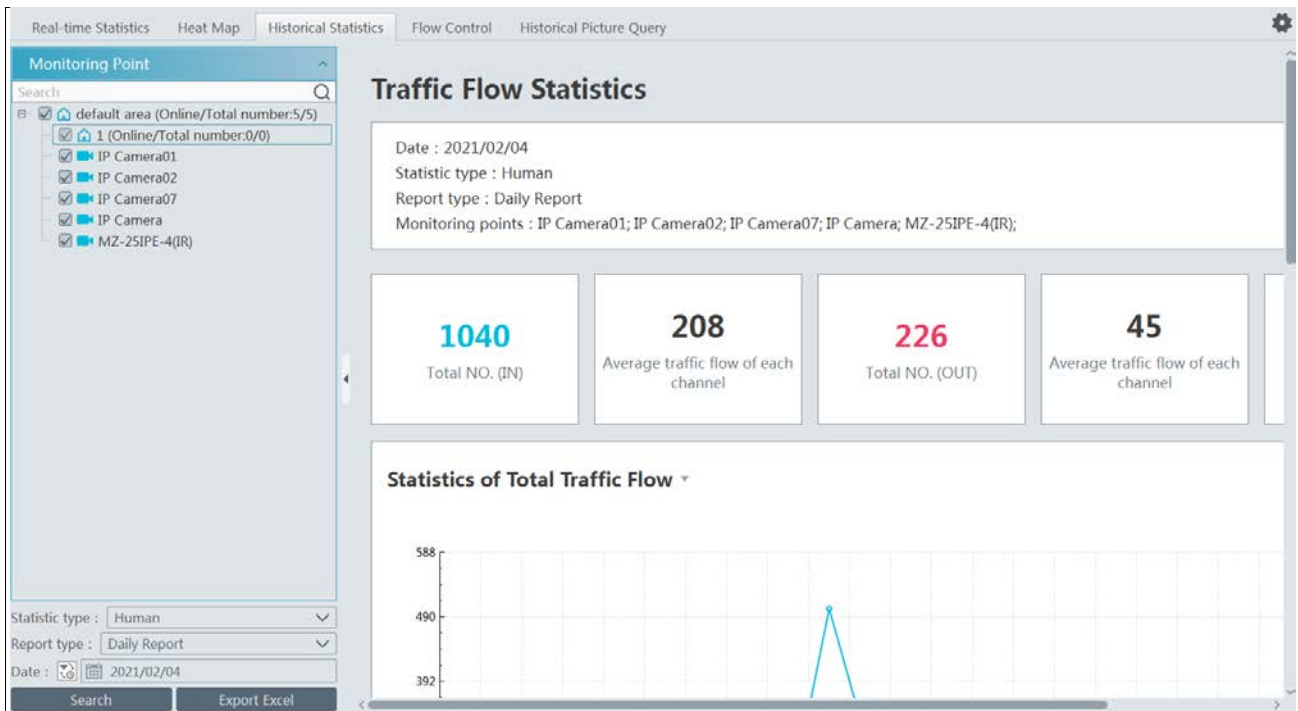 Real-time Statistics Heat Map Historical Statistics Flow Control Historical Picture Query
Monitoring Point
Search
default area (Online/Total number:5/5)
1 (Online/Total number:0/0)
IP Camera01
IP Camera02
IP Camera07
IP Camera
MZ-25IPE-4(IR)
Statistic type : Human
Report type : Daily Report
Date : 2021/02/04
Search Export Excel
Traffic Flow Statistics
Date : 2021/02/04
Statistic type : Human
Report type : Daily Report
Monitoring points : IP Camera01; IP Camera02; IP Camera07; IP Camera; MZ-25IPE-4(IR);
1040
Total NO. (IN)
208
Average traffic flow of each
channel
226
Total NO. (OUT)
45
Average traffic flow of each
channel
Statistics of Total Traffic Flow
588
490
392